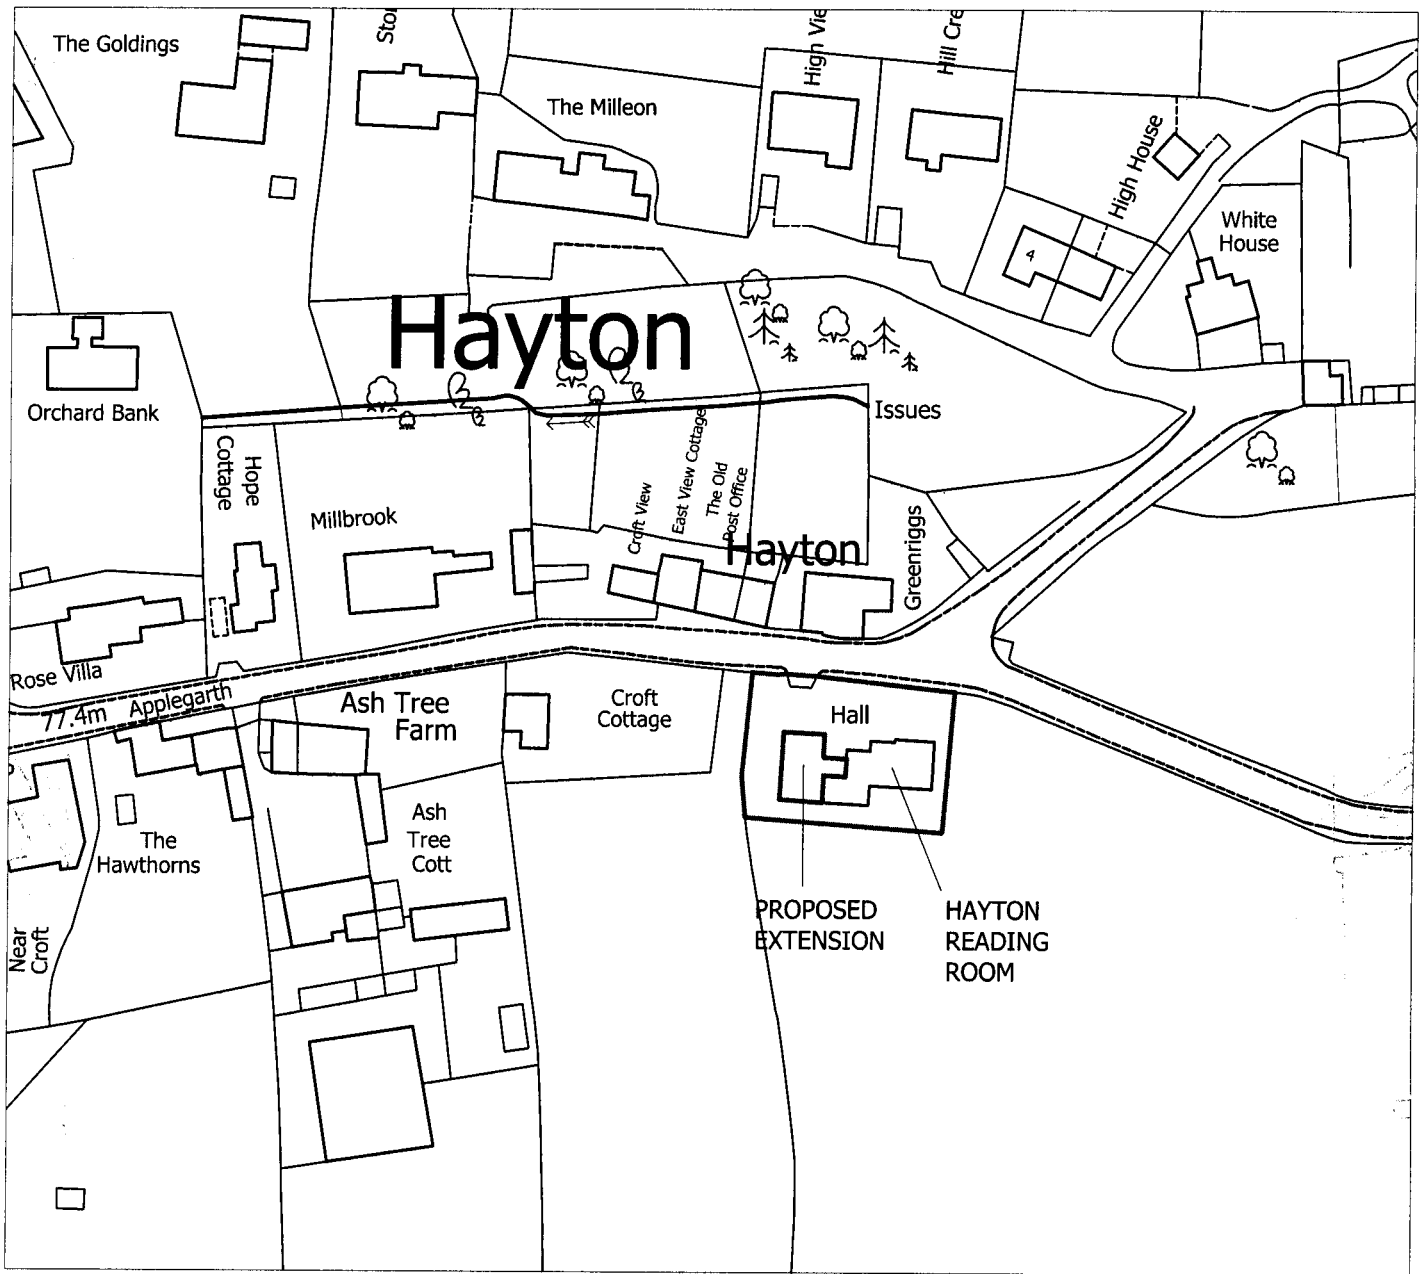 The Goldings
The Milleon
High House
4
White
House
Hayton
Orchard Bank
Issues
Hope
Cottage
Millbrook
Croft View
East View Cottage
The Old
Post Office
Hayton
Greenriggs
Rose Villa
77.4m
Applegarth
Ash Tree
Farm
Croft
Cottage
Hall
The
Hawthorns
Ash
Tree
Cott
Near
Croft
PROPOSED
EXTENSION
HAYTON
READING
ROOM